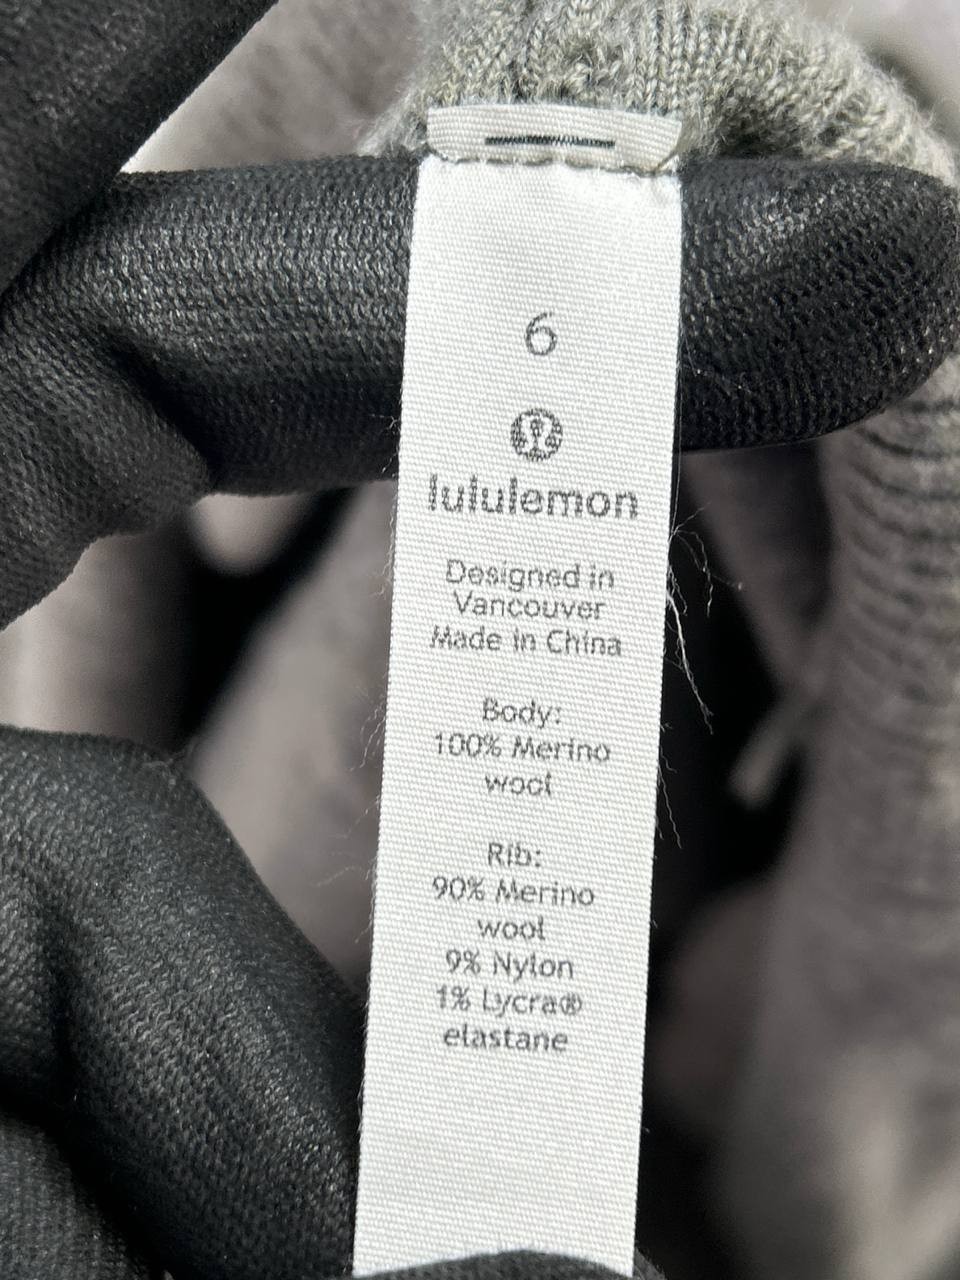 6
lululemon
Designed in
Vancouver
Made in China
Body:
100% Merino
wool
Rib:
90% Merino
wool
9% Nylon
1% Lycra®
elastane